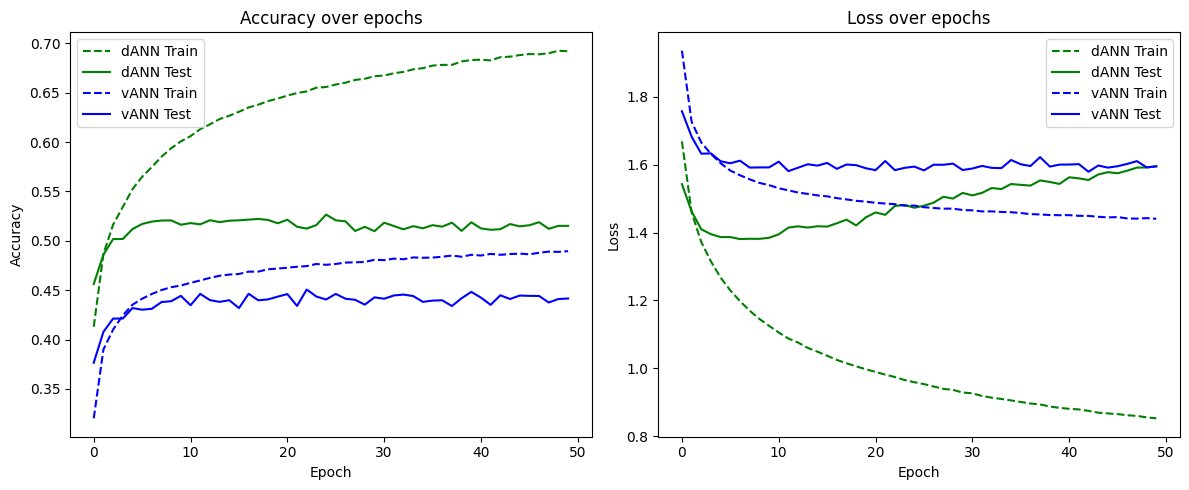 Accuracy over epochs
dANN Train
dANN Test
vANN Train
vANN Test
Accuracy
0.70
0.65
0.60
0.55
0.50
0.45
0.40
0.35
0 10 20 30 40 50
Epoch
Loss over epochs
dANN Train
dANN Test
vANN Train
vANN Test
Loss
1.8
1.6
1.4
1.2
1.0
0.8
0 10 20 30 40 50
Epoch